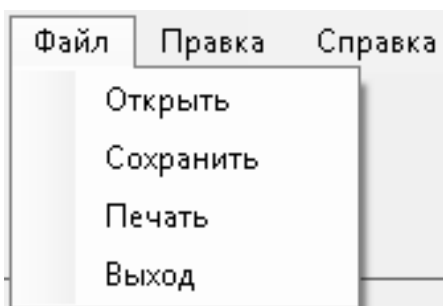 Файл Правка Справка
Открыть
Сохранить
Печать
Выход